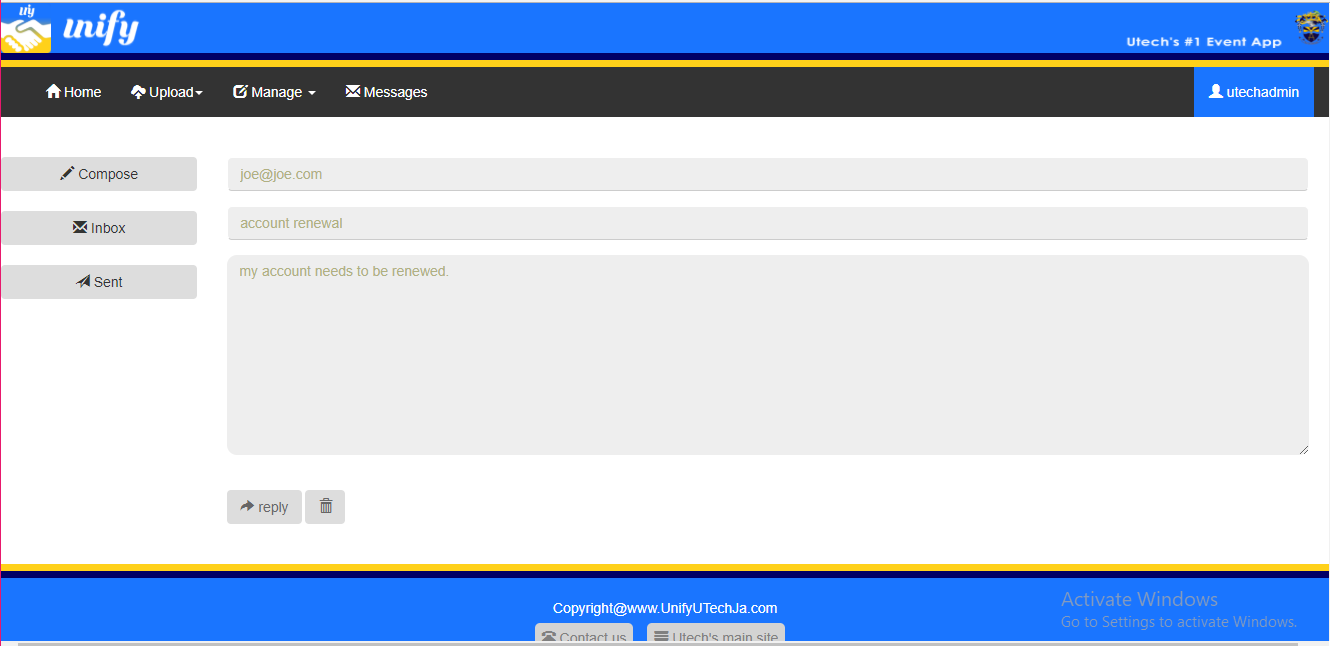 unify
Utech's #1 Event App
Home Upload Manage Messages utechadmin
Compose
joe@joe.com
Inbox
account renewal
Sent
my account needs to be renewed.
reply
Copyright@www.UnifyUTechJa.com
Activate Windows
Go to Settings to activate Windows.
Contact us Utech's main site